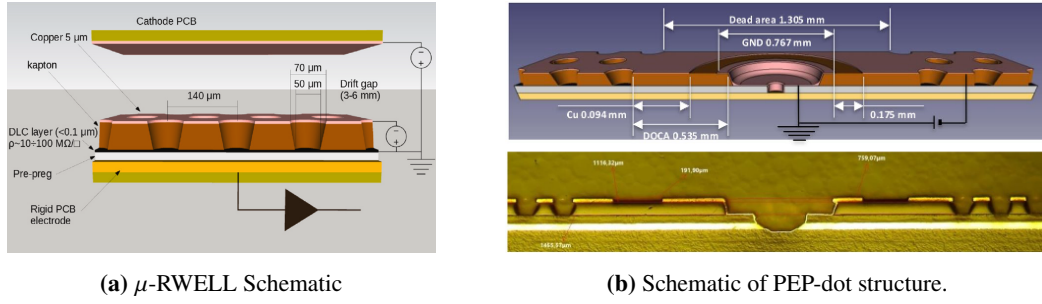 Cathode PCB
Copper 5 µm
kapton
70 µm
50 µm
Drift gap
(3-6 mm)
140 µm
DLC layer (<0.1 µm)
ρ~10÷100 MΩ/□
Pre-preg
Rigid PCB
electrode
(a) μ-RWELL Schematic
Dead area 1.305 mm
GND 0.767 mm
Cu 0.094 mm
0.175 mm
DOCA 0.535 mm
191,90µm
(b) Schematic of PEP-dot structure.